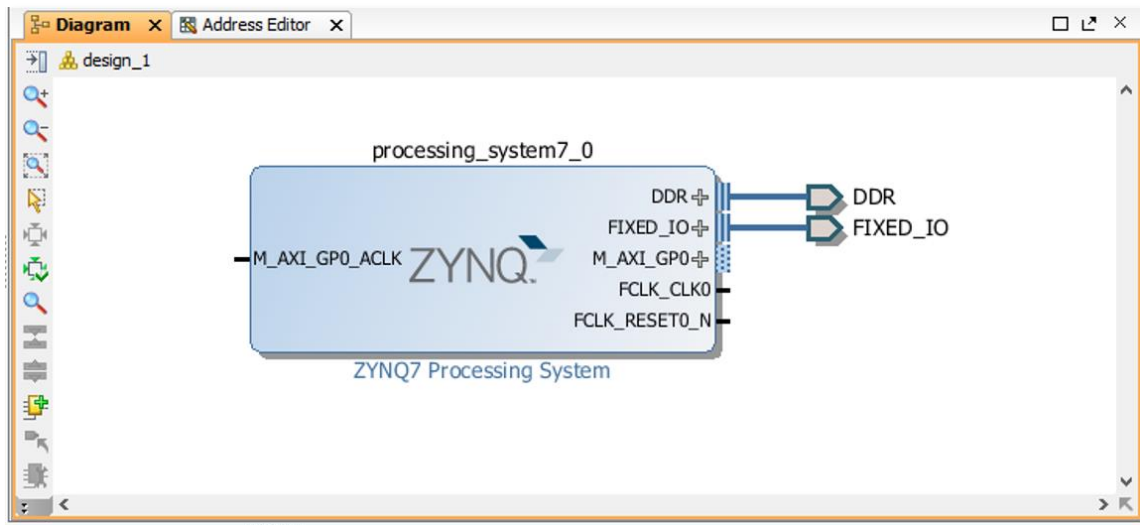 Diagram X Address Editor X
design_1
processing_system7_0
DDR
DDR
FIXED_IO
FIXED_IO
M_AXI_GP0_ACLK
ZYNQ
M_AXI_GP0
FCLK_CLK0
FCLK_RESET0_N
ZYNQ7 Processing System